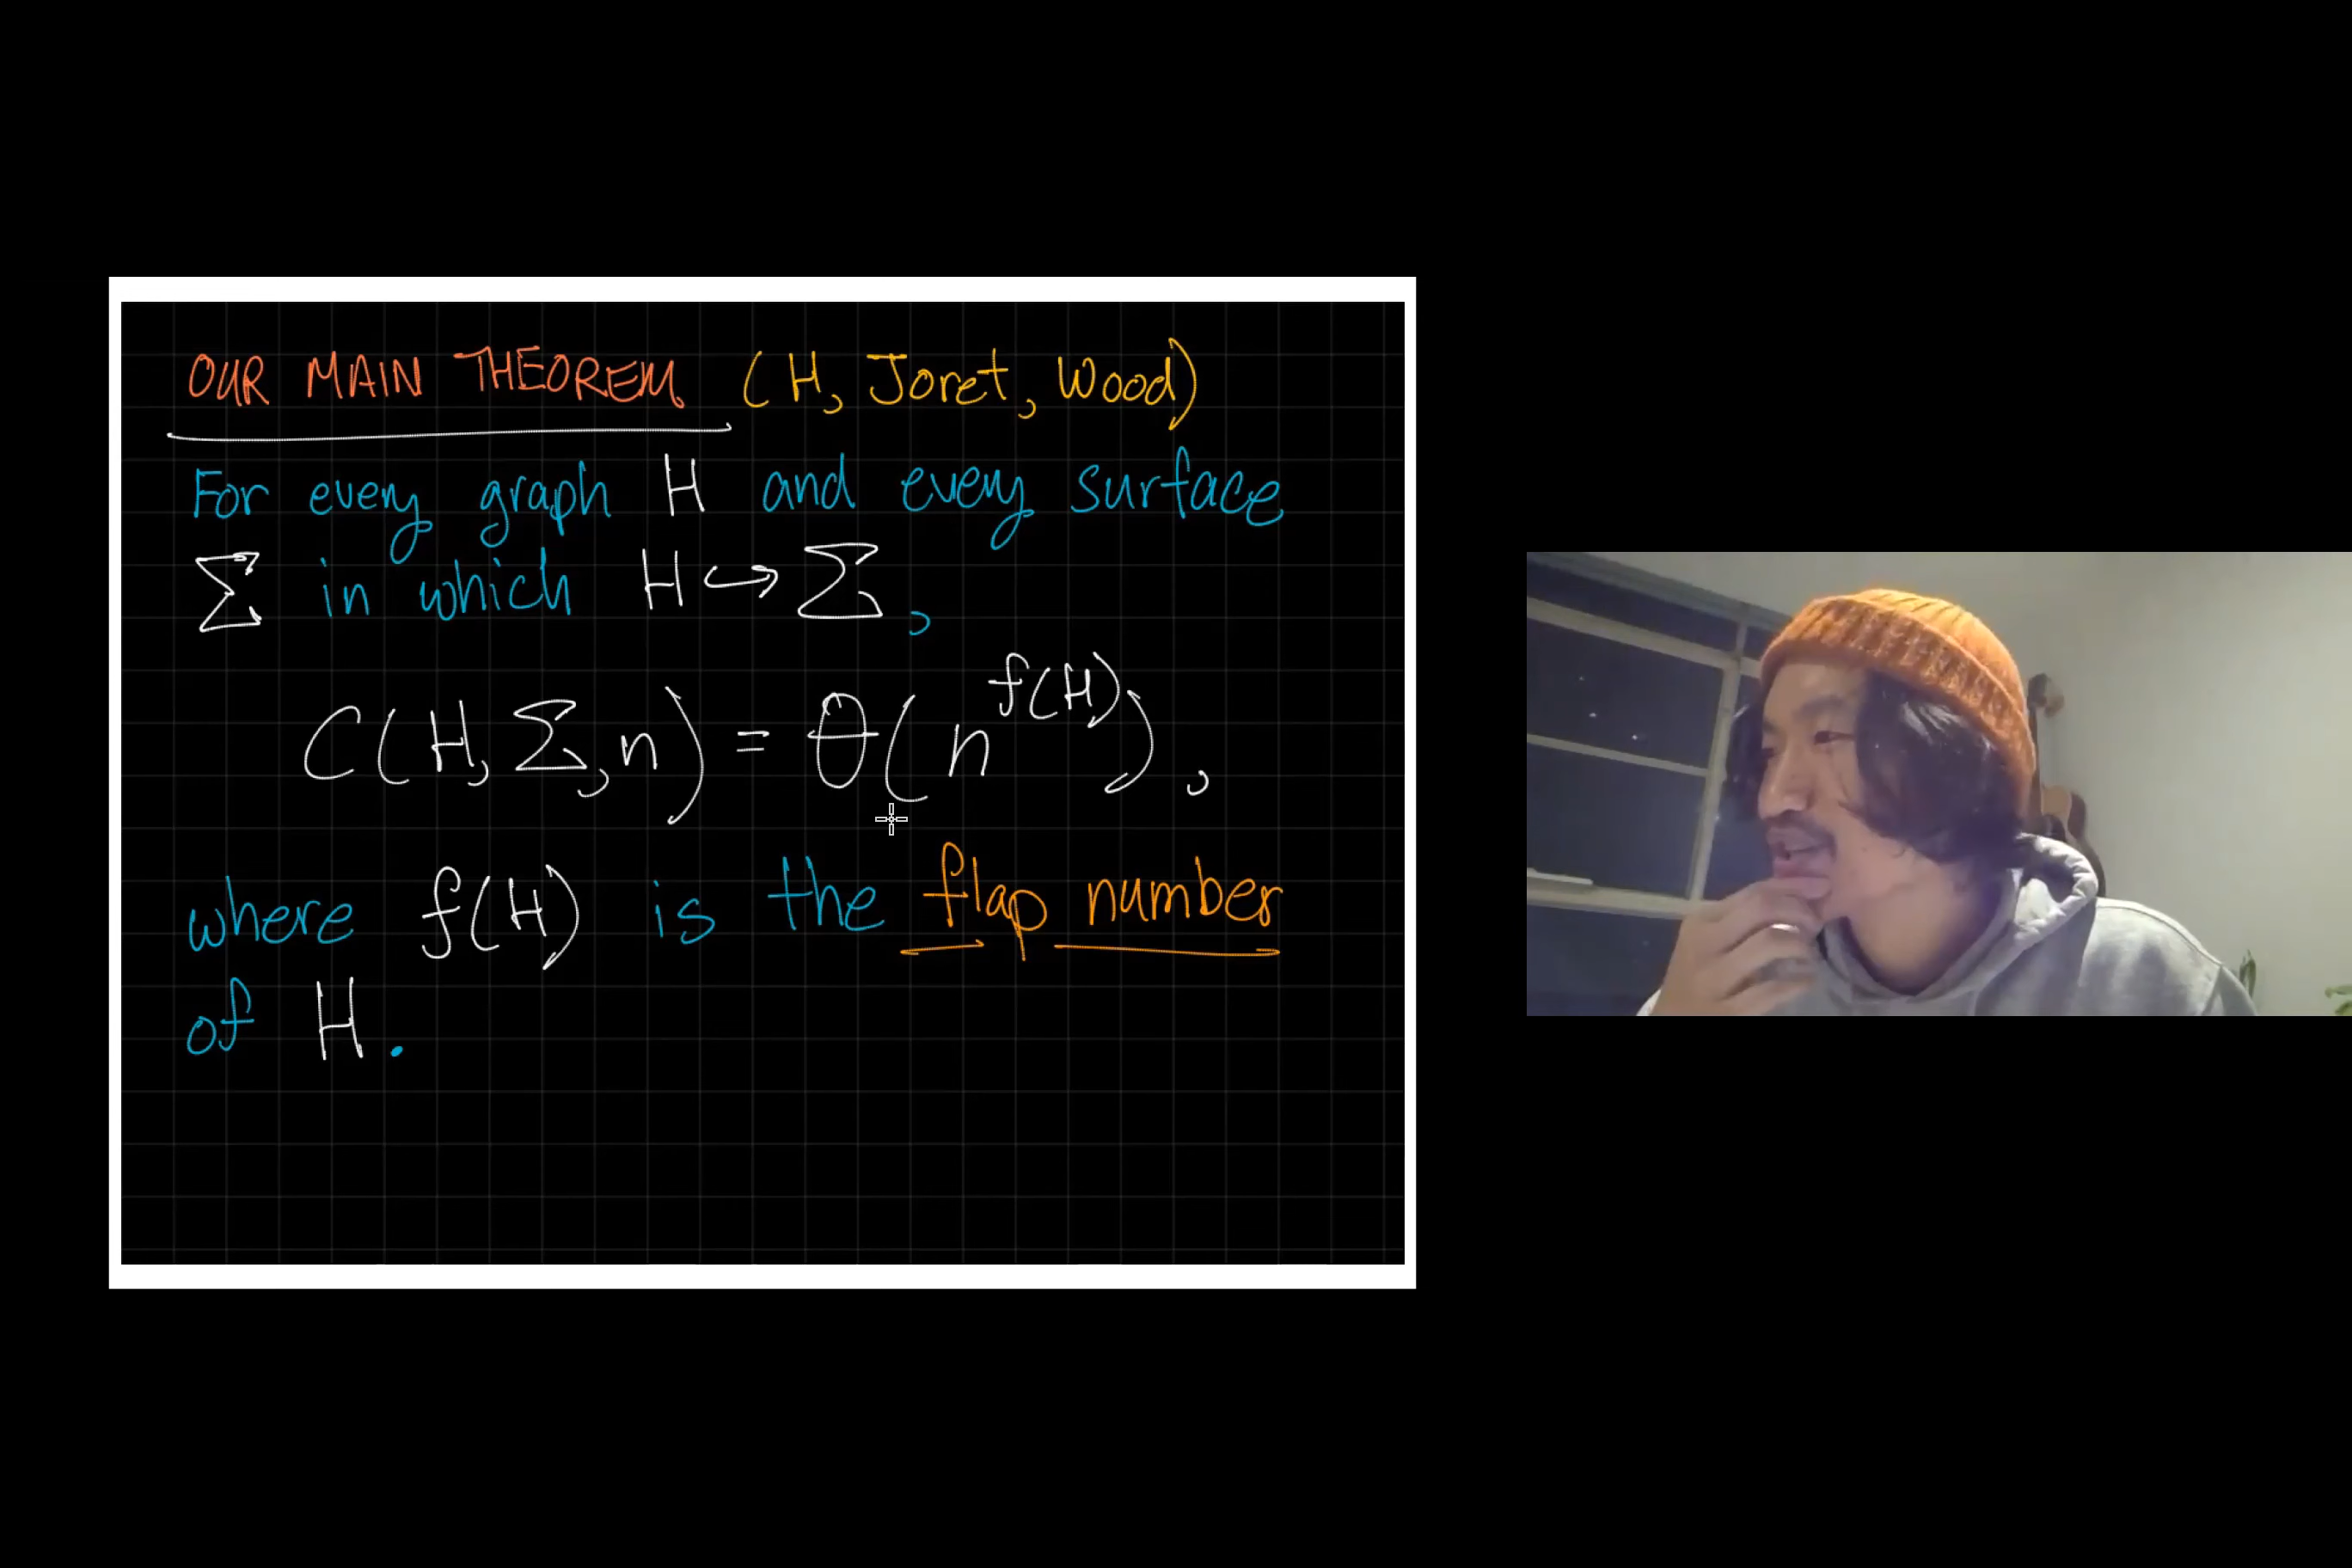 OUR MAIN THEOREM (H, Joret, Wood)
For every graph H and every surface
Σ in which H ↪ Σ,
C(H, Σ, n) = Θ(n^{f(H)}),
where f(H) is the flap number
of H.